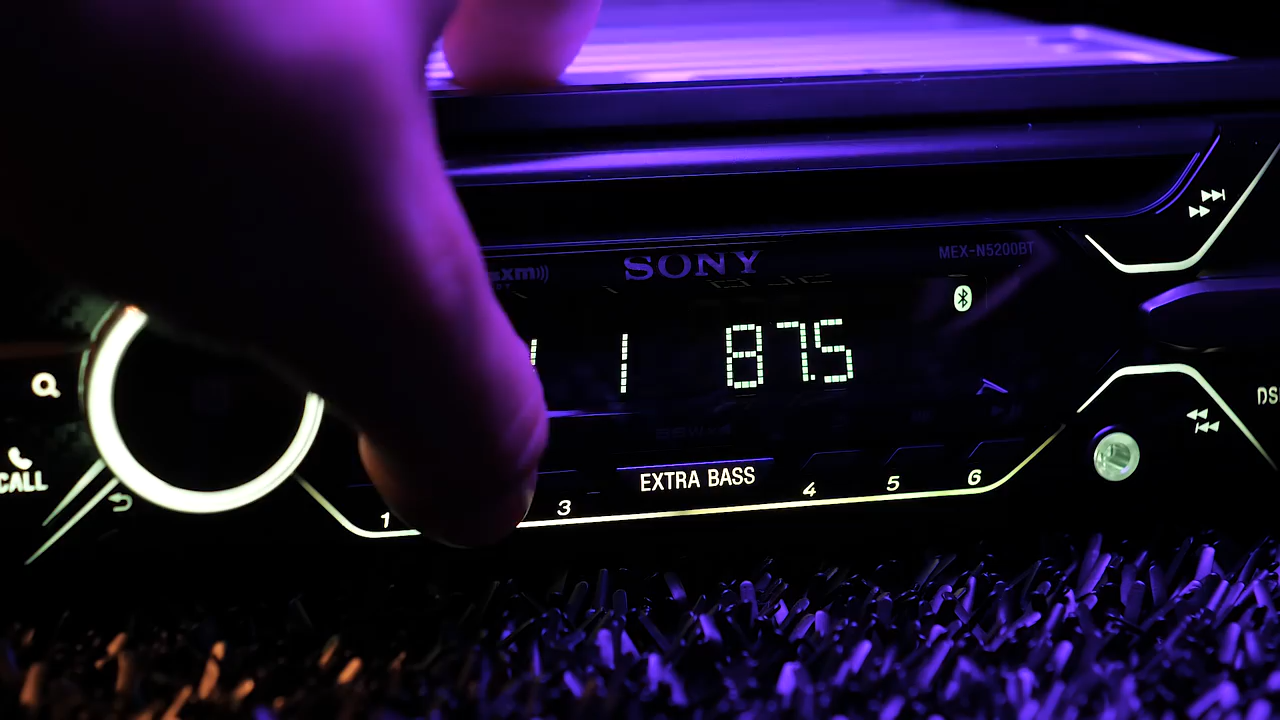 SONY
MEX-N5200BT
1 87.5
CALL
EXTRA BASS
1 3 4 5 6